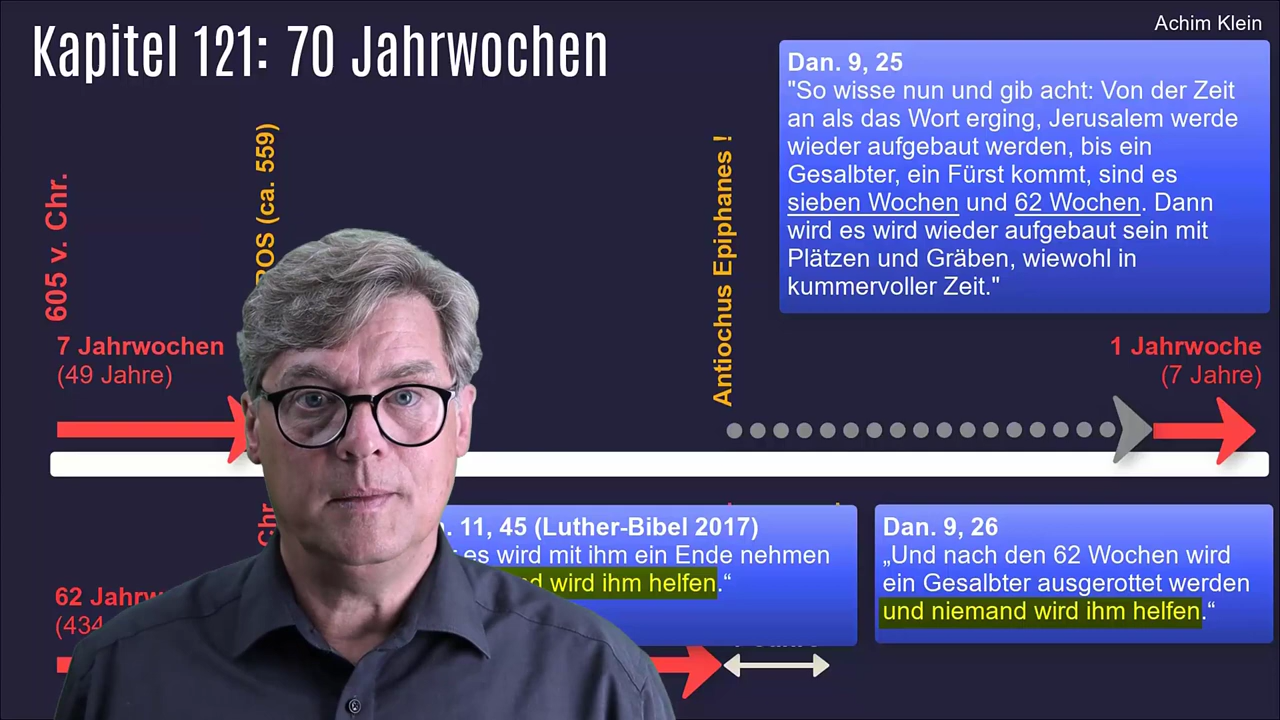 Kapitel 121: 70 Jahrwochen
Achim Klein
Dan. 9, 25
"So wisse nun und gib acht: Von der Zeit
an als das Wort erging, Jerusalem werde
wieder aufgebaut werden, bis ein
Gesalbter, ein Fürst kommt, sind es
sieben Wochen und 62 Wochen. Dann
wird es wird wieder aufgebaut sein mit
Plätzen und Gräben, wiewohl in
kummervoller Zeit."
605 v. Chr.
(ca. 559)
Antiochus Epiphanes !
7 Jahrwochen
(49 Jahre)
1 Jahrwoche
(7 Jahre)
Chr.
11, 45 (Luther-Bibel 2017)
es wird mit ihm ein Ende nehmen
wird ihm helfen.“
Dan. 9, 26
„Und nach den 62 Wochen wird
ein Gesalbter ausgerottet werden
und niemand wird ihm helfen.“
62